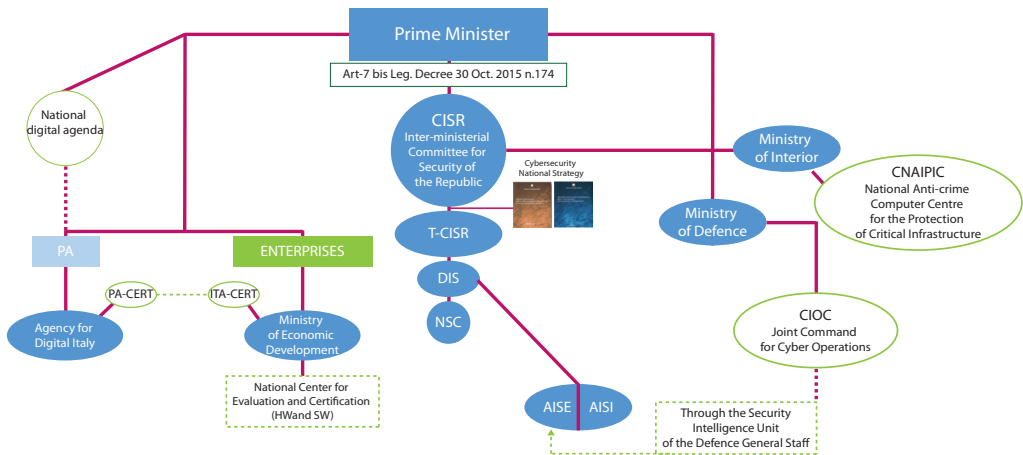 Prime Minister
Art-7 bis Leg. Decree 30 Oct. 2015 n.174
National
digital agenda
CISR
Inter-ministerial
Committee for
Security of
the Republic
Cybersecurity
National Strategy
Ministry
of Interior
CNAIPIC
National Anti-crime
Computer Centre
for the Protection
of Critical Infrastructure
Ministry
of Defence
T-CISR
PA
ENTERPRISES
DIS
PA-CERT
ITA-CERT
NSC
Agency for
Digital Italy
Ministry
of Economic
Development
CIOC
Joint Command
for Cyber Operations
National Center for
Evaluation and Certification
(HWand SW)
AISE
AISI
Through the Security
Intelligence Unit
of the Defence General Staff